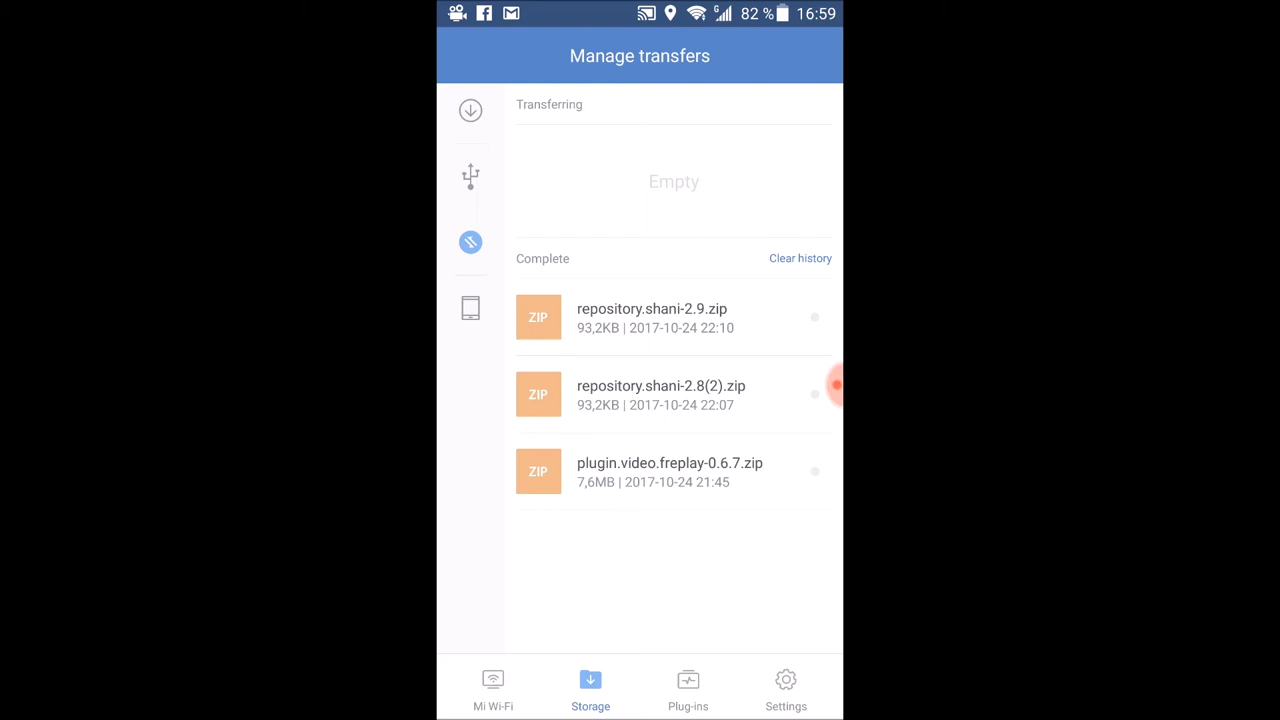 G 82 % 16:59
Manage transfers
Transferring
Empty
Complete Clear history
ZIP repository.shani-2.9.zip
93,2KB | 2017-10-24 22:10
ZIP repository.shani-2.8(2).zip
93,2KB | 2017-10-24 22:07
ZIP plugin.video.freplay-0.6.7.zip
7,6MB | 2017-10-24 21:45
Mi Wi-Fi Storage Plug-ins Settings